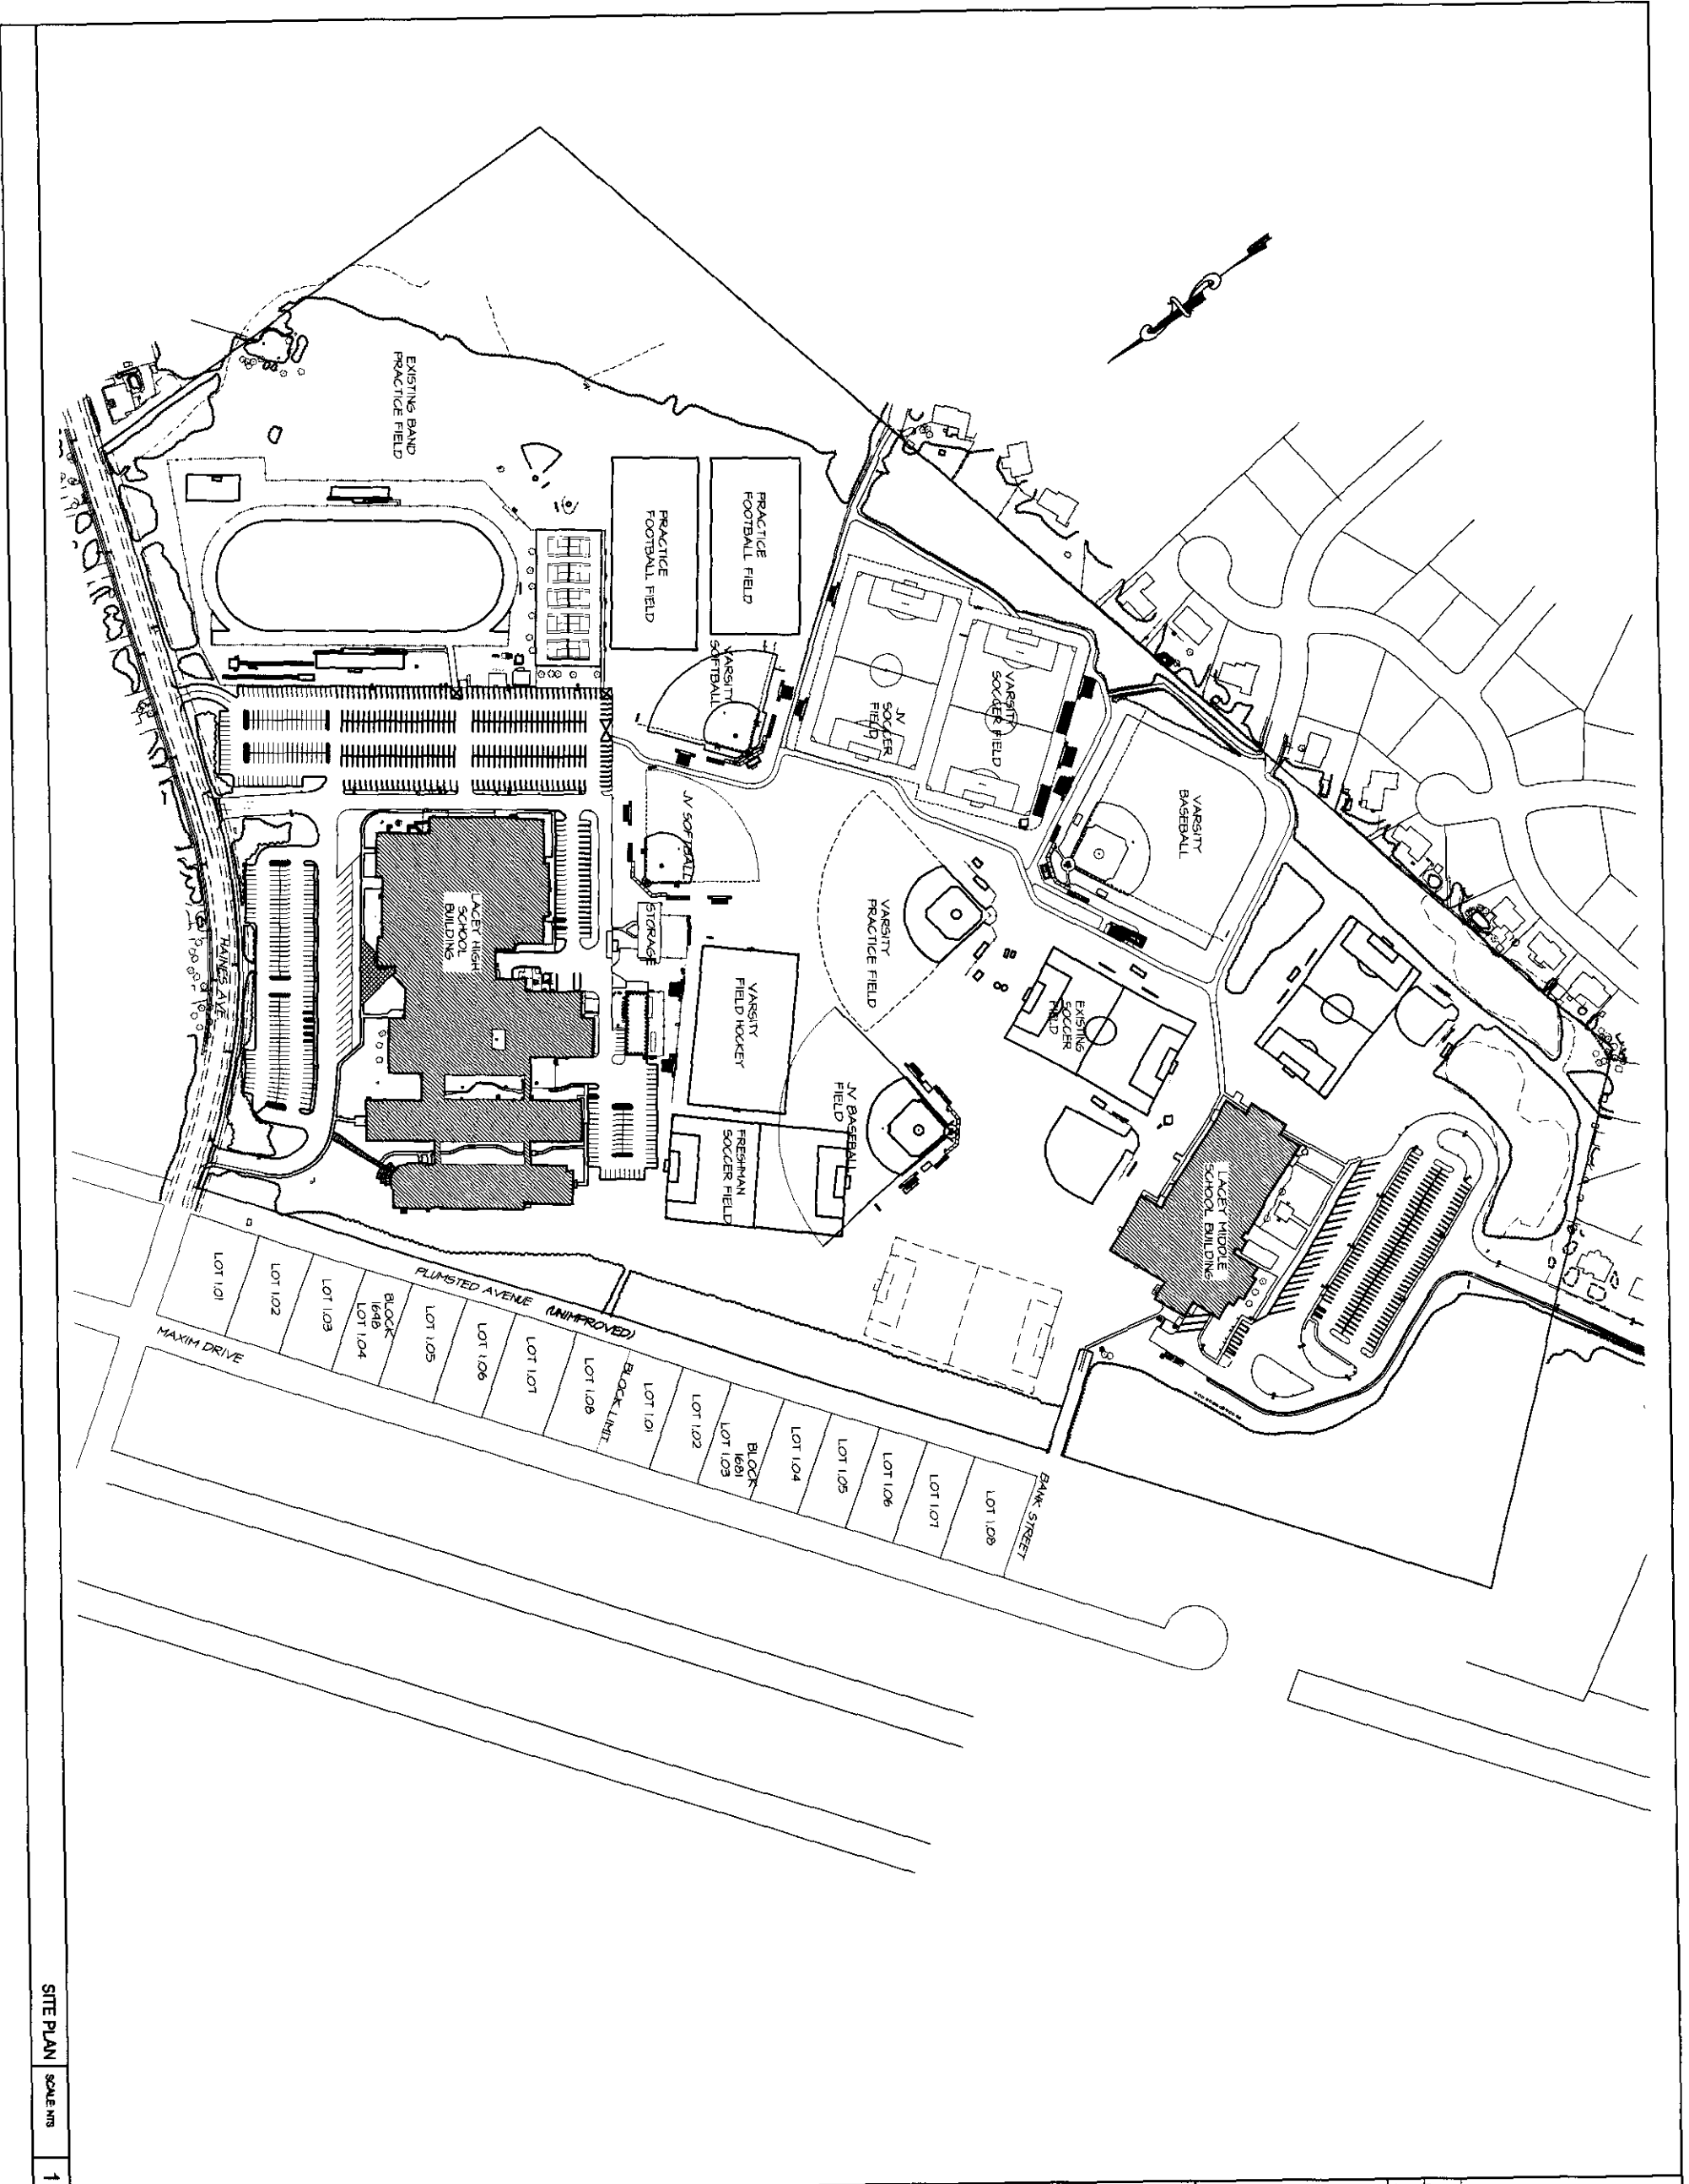 EXISTING BAND
PRACTICE FIELD
PRACTICE
FOOTBALL FIELD
PRACTICE
FOOTBALL FIELD
VARSITY
SOFTBALL
JV
SOCCER
FIELD
VARSITY
SOCCER FIELD
VARSITY
BASEBALL
JV SOFTBALL
VARSITY
PRACTICE FIELD
STORAGE
LACEY HIGH
SCHOOL
BUILDING
VARSITY
FIELD HOCKEY
EXISTING
SOCCER
FIELD
JV BASEBALL
FIELD
FRESHMAN
SOCCER FIELD
LACEY MIDDLE
SCHOOL BUILDING
HAINES AVE
PLUMSTED AVENUE (UNIMPROVED)
MAXIM DRIVE
LOT 1.01
LOT 1.02
LOT 1.03
BLOCK
1648
LOT 1.04
LOT 1.05
LOT 1.06
LOT 1.07
LOT 1.08
BLOCK LIMIT
LOT 1.01
LOT 1.02
BLOCK
1681
LOT 1.03
LOT 1.04
LOT 1.05
LOT 1.06
LOT 1.07
LOT 1.08
BANK STREET
SITE PLAN
SCALE: NTS
1